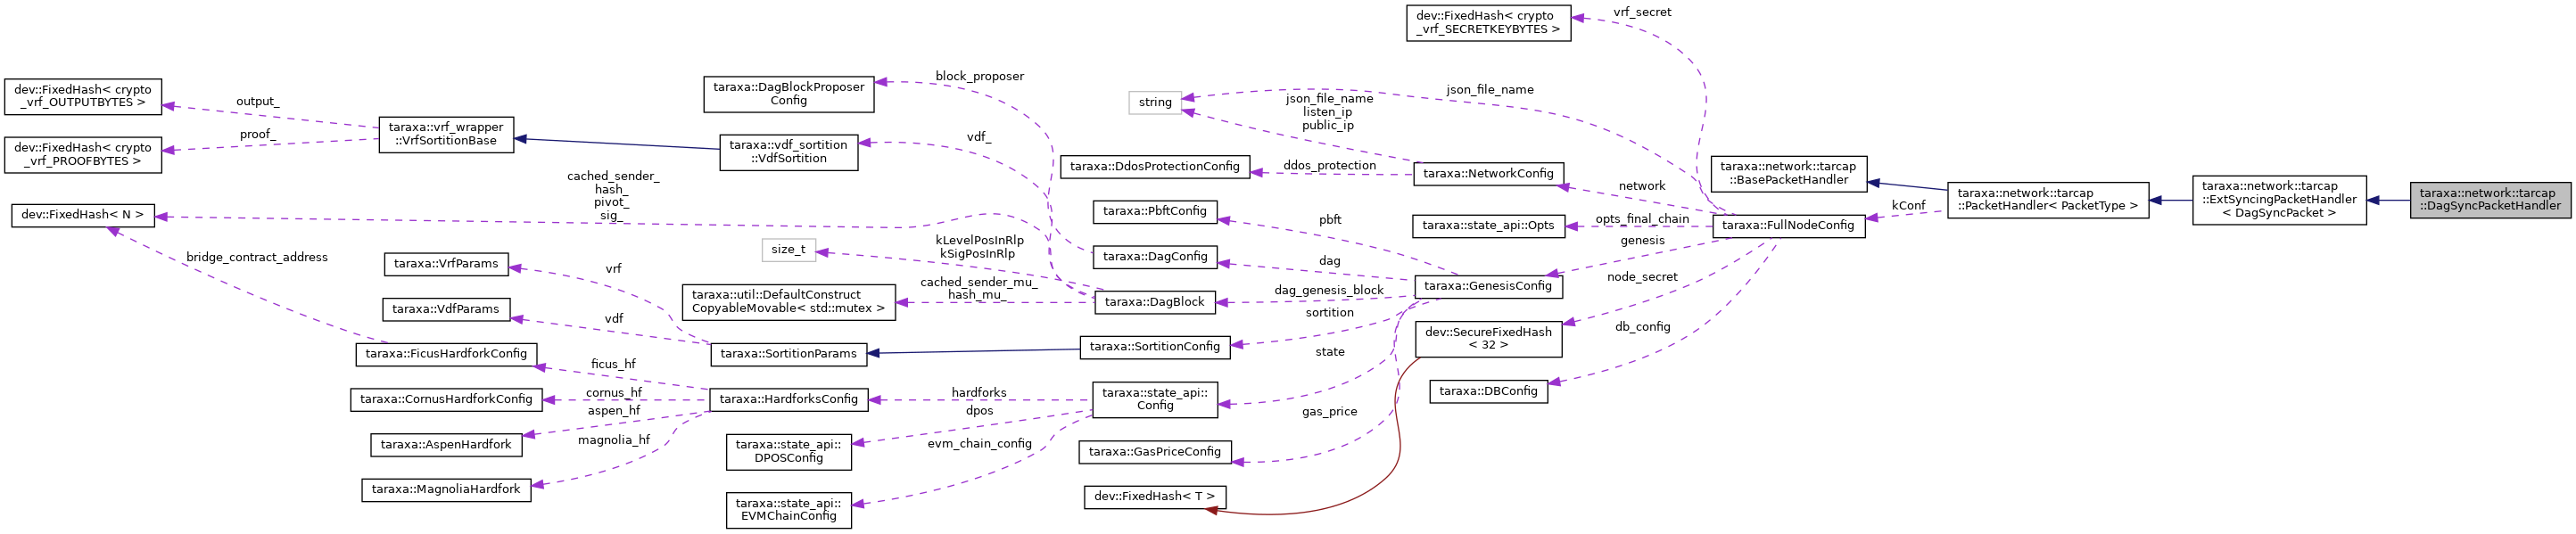 dev::FixedHash< crypto
_vrf_OUTPUTBYTES >
dev::FixedHash< crypto
_vrf_PROOFBYTES >
dev::FixedHash< N >
output_
proof_
bridge_contract_address
taraxa::vrf_wrapper
::VrfSortitionBase
taraxa::VrfParams
taraxa::VdfParams
taraxa::FicusHardforkConfig
taraxa::CornusHardforkConfig
taraxa::AspenHardfork
taraxa::MagnoliaHardfork
cached_sender_
hash_
pivot_
sig_
vrf
vdf
ficus_hf
cornus_hf
aspen_hf
magnolia_hf
taraxa::DagBlockProposer
Config
taraxa::vdf_sortition
::VdfSortition
size_t
taraxa::util::DefaultConstruct
CopyableMovable< std::mutex >
taraxa::SortitionParams
taraxa::HardforksConfig
taraxa::state_api::
DPOSConfig
taraxa::state_api::
EVMChainConfig
block_proposer
vdf_
kLevelPosInRlp
kSigPosInRlp
cached_sender_mu_
hash_mu_
hardforks
dpos
evm_chain_config
string
taraxa::DdosProtectionConfig
taraxa::PbftConfig
taraxa::DagConfig
taraxa::DagBlock
taraxa::SortitionConfig
taraxa::state_api::
Config
taraxa::GasPriceConfig
dev::FixedHash< T >
json_file_name
listen_ip
public_ip
ddos_protection
pbft
dag
dag_genesis_block
sortition
state
gas_price
dev::FixedHash< crypto
_vrf_SECRETKEYBYTES >
json_file_name
taraxa::NetworkConfig
taraxa::state_api::Opts
taraxa::GenesisConfig
dev::SecureFixedHash
< 32 >
taraxa::DBConfig
vrf_secret
network
opts_final_chain
genesis
node_secret
db_config
taraxa::network::tarcap
::BasePacketHandler
taraxa::FullNodeConfig
kConf
taraxa::network::tarcap
::PacketHandler< PacketType >
taraxa::network::tarcap
::ExtSyncingPacketHandler
< DagSyncPacket >
taraxa::network::tarcap
::DagSyncPacketHandler